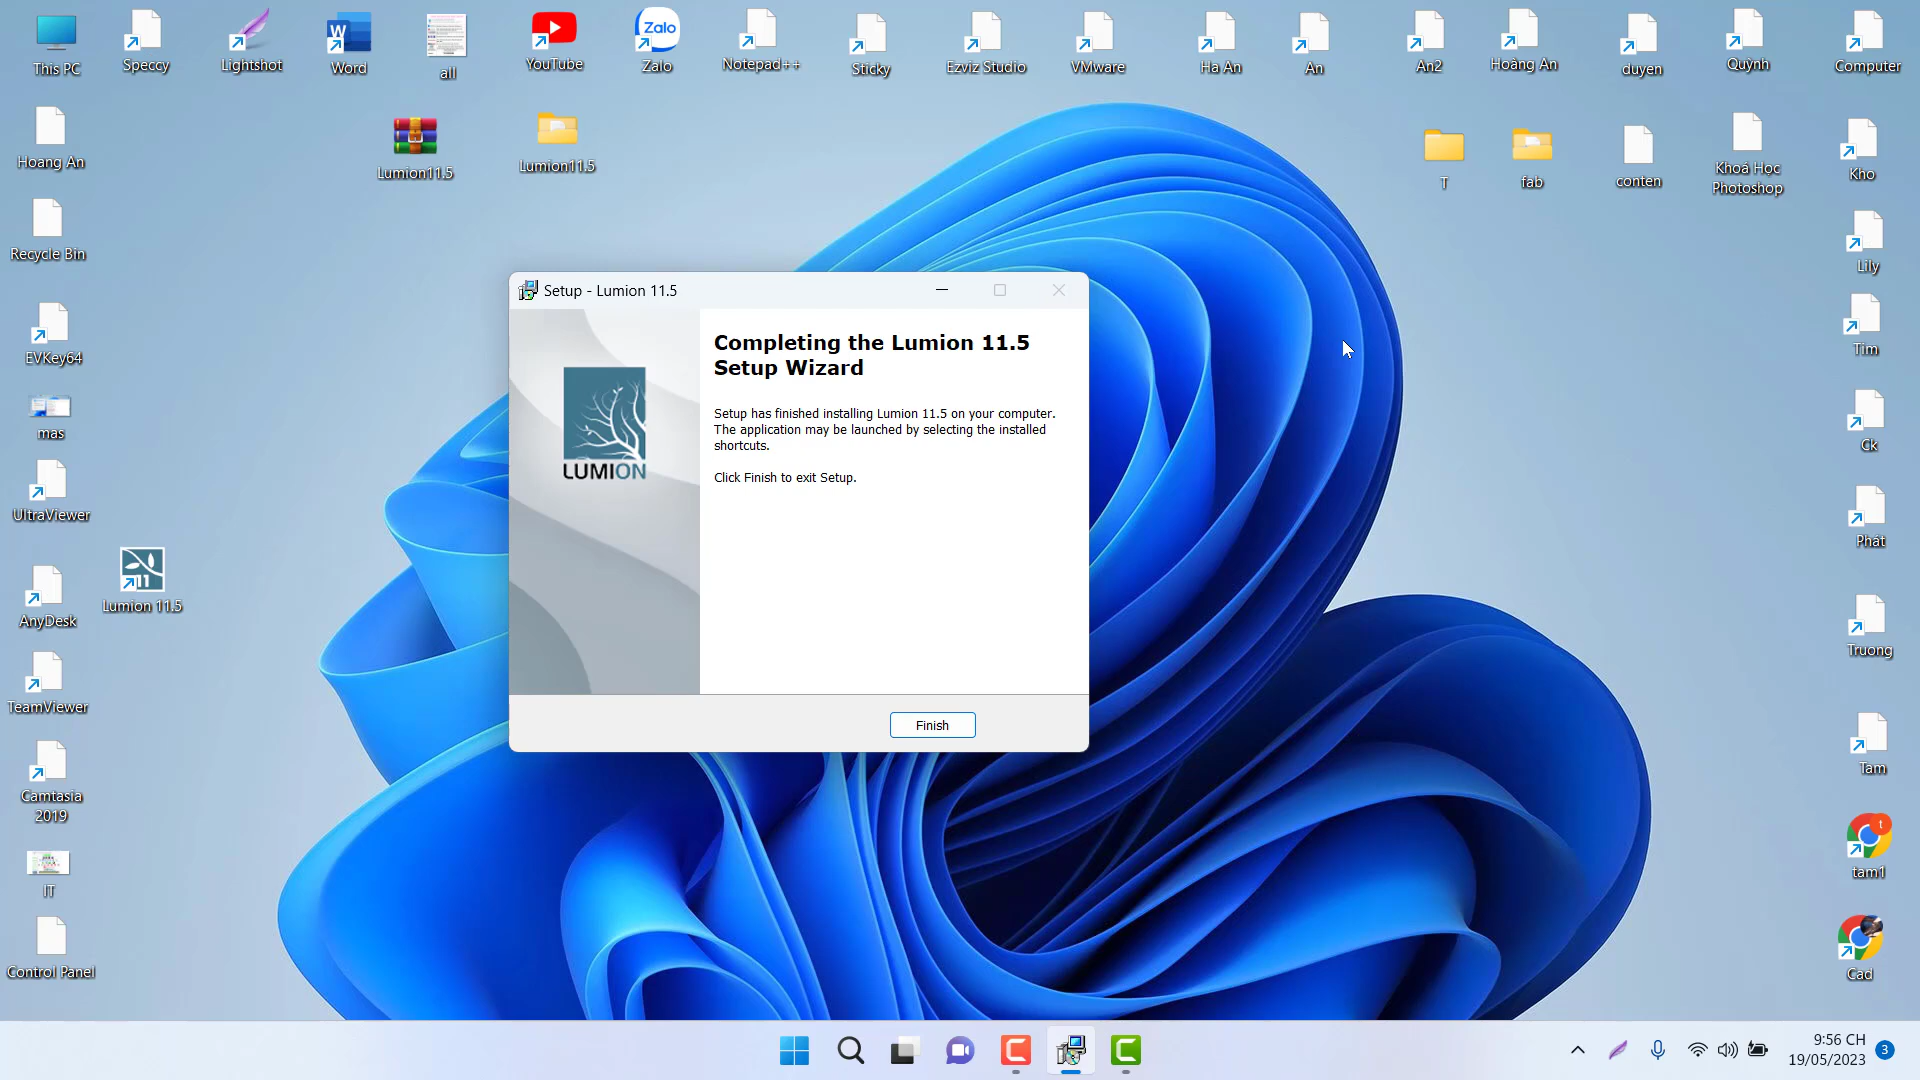 This PC
Speccy
Lightshot
Word
all
YouTube
Zalo
Notepad++
Sticky
Ezviz Studio
VMware
Ha An
An
An2
Hoàng An
duyen
Quỳnh
Computer
Hoang An
Lumion11.5
Lumion11.5
T
fab
conten
Khoá Học
Photoshop
Kho
Recycle Bin
Lily
EVKey64
Tim
mas
Ck
UltraViewer
Phát
AnyDesk
Lumion 11.5
Truong
TeamViewer
Tam
Camtasia
2019
tam1
IT
Control Panel
Cad
Setup - Lumion 11.5
Completing the Lumion 11.5
Setup Wizard
Setup has finished installing Lumion 11.5 on your computer.
The application may be launched by selecting the installed
shortcuts.
Click Finish to exit Setup.
LUMION
Finish
9:56 CH
19/05/2023
3